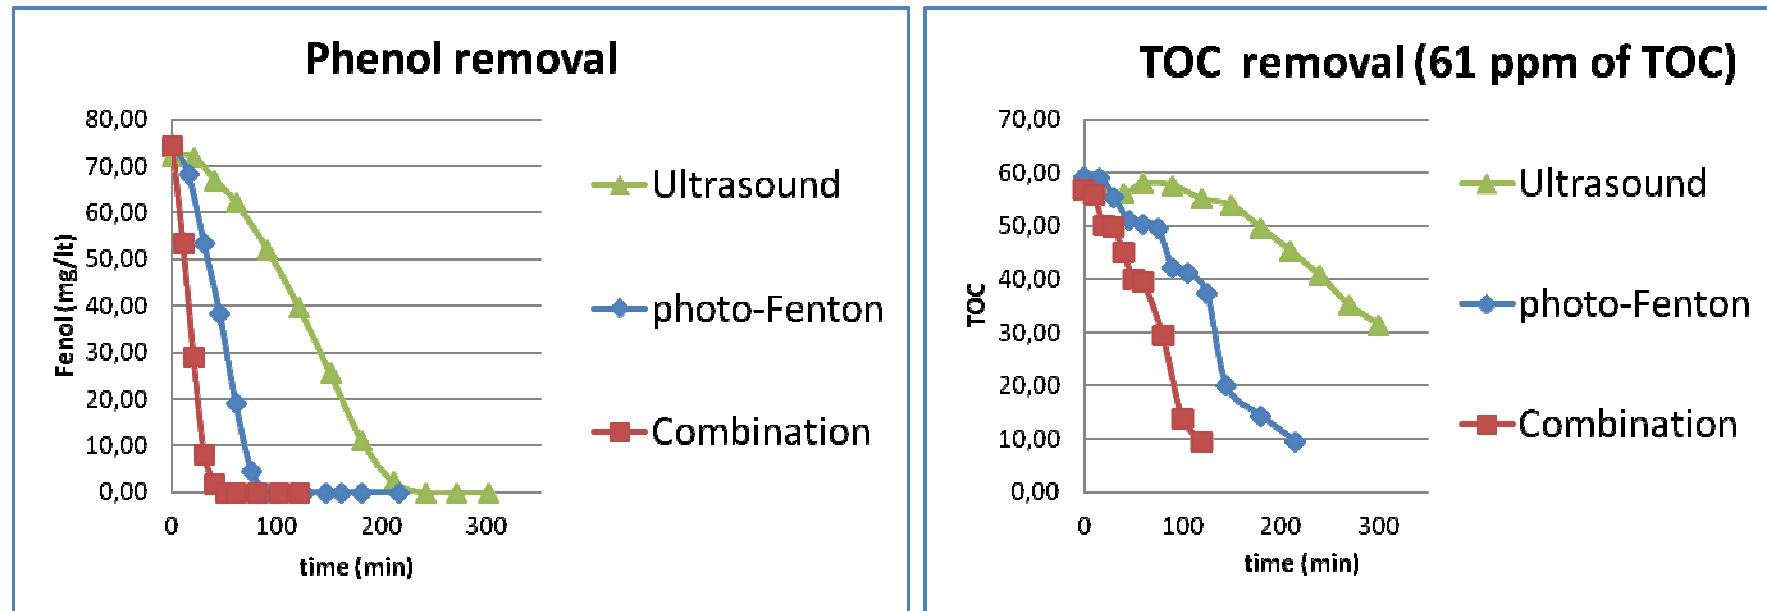 Phenol removal
80,00
70,00
60,00
50,00
40,00
30,00
20,00
10,00
0,00
Fenol (mg/lt)
0 100 200 300
time (min)
Ultrasound
photo-Fenton
Combination
TOC removal (61 ppm of TOC)
70,00
60,00
50,00
40,00
30,00
20,00
10,00
0,00
TOC
0 100 200 300
time (min)
Ultrasound
photo-Fenton
Combination